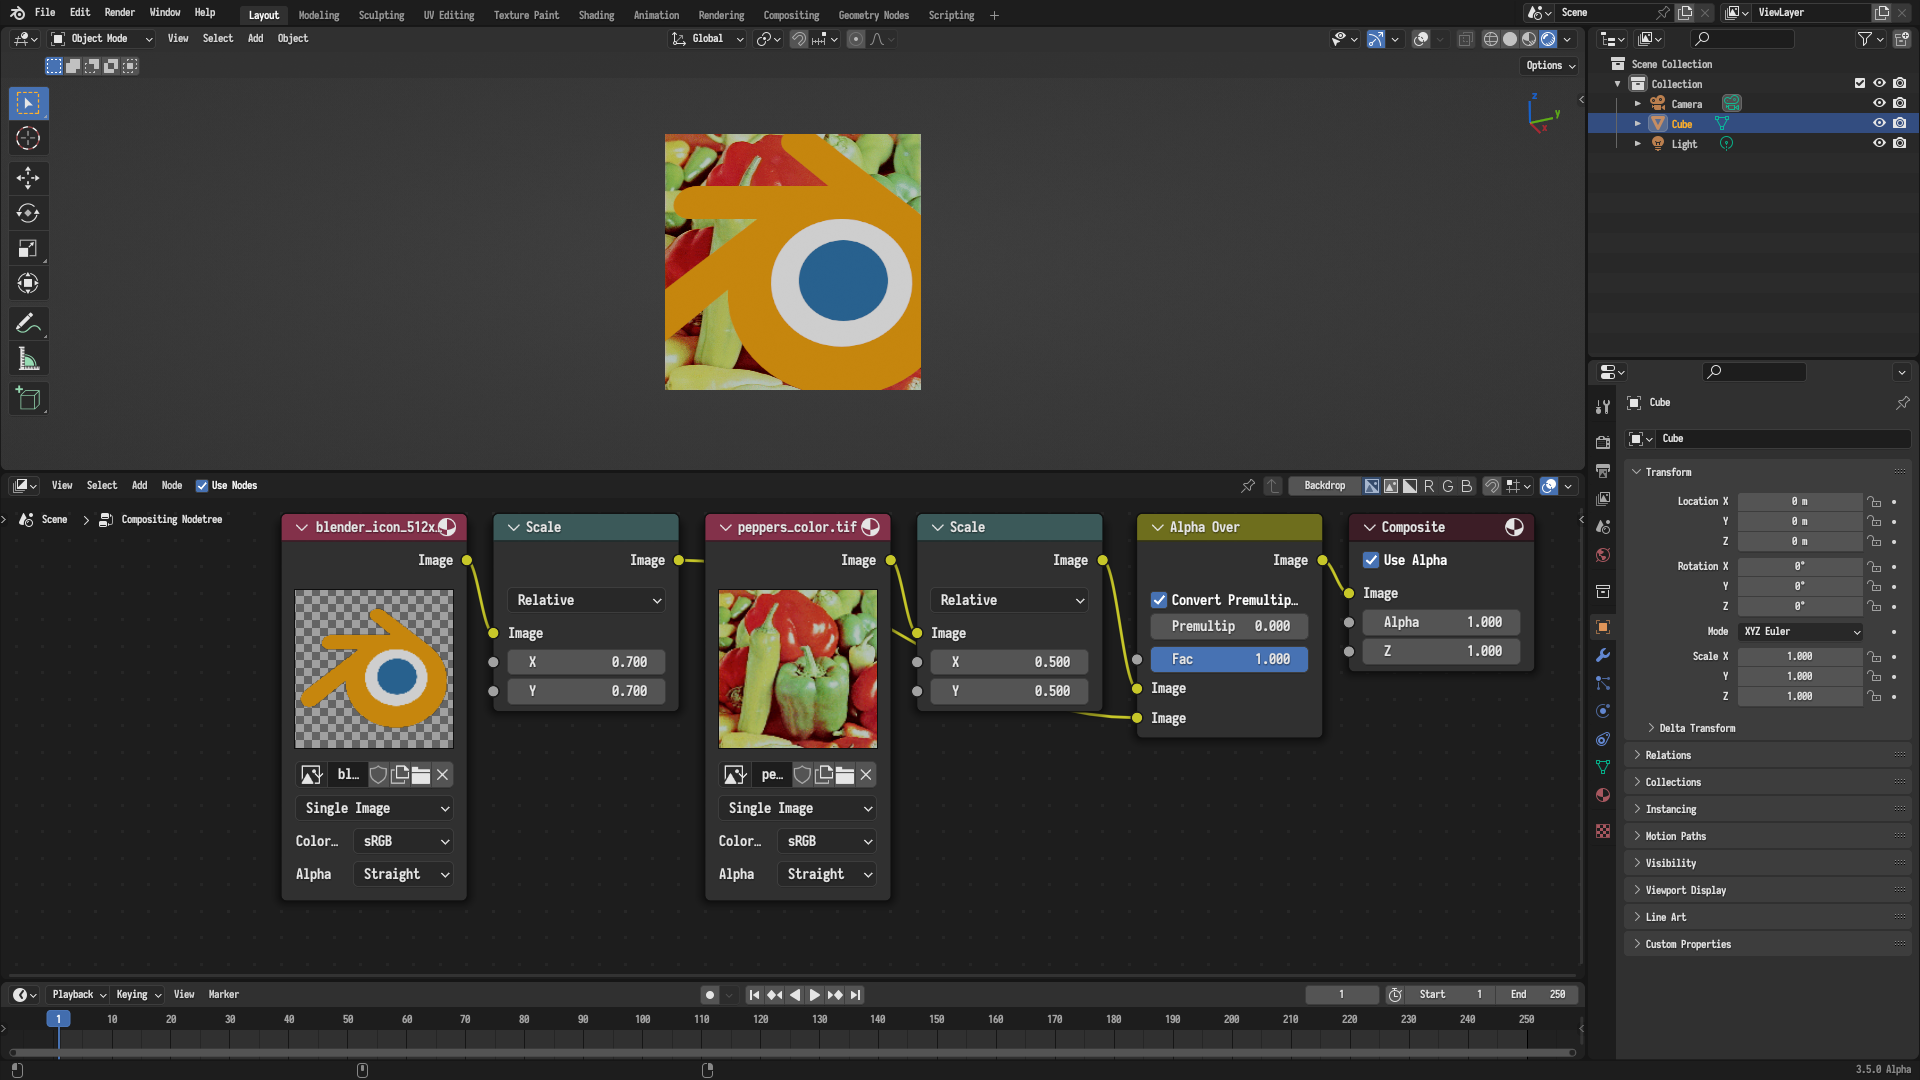 File Edit Render Window Help
Layout Modeling Sculpting UV Editing Texture Paint Shading Animation Rendering Compositing Geometry Nodes Scripting
Scene
ViewLayer
Object Mode View Select Add Object
Global
Options
z
y
x
Scene Collection
Collection
Camera
Cube
Light
Cube
Cube
Transform
Location X 0 m
Y 0 m
Z 0 m
Rotation X 0°
Y 0°
Z 0°
Mode XYZ Euler
Scale X 1.000
Y 1.000
Z 1.000
Delta Transform
Relations
Collections
Instancing
Motion Paths
Visibility
Viewport Display
Line Art
Custom Properties
View Select Add Node Use Nodes
Backdrop
R G B
Scene Compositing Nodetree
blender_icon_512x.
Image
bl...
Single Image
Color... sRGB
Alpha Straight
Scale
Image
Relative
Image
X 0.700
Y 0.700
peppers_color.tif
Image
pe...
Single Image
Color... sRGB
Alpha Straight
Scale
Image
Relative
Image
X 0.500
Y 0.500
Alpha Over
Image
Convert Premultip...
Premultip 0.000
Fac 1.000
Image
Image
Composite
Use Alpha
Image
Alpha 1.000
Z 1.000
Playback Keying View Marker
1
Start 1
End 250
1 10 20 30 40 50 60 70 80 90 100 110 120 130 140 150 160 170 180 190 200 210 220 230 240 250
3.5.0 Alpha